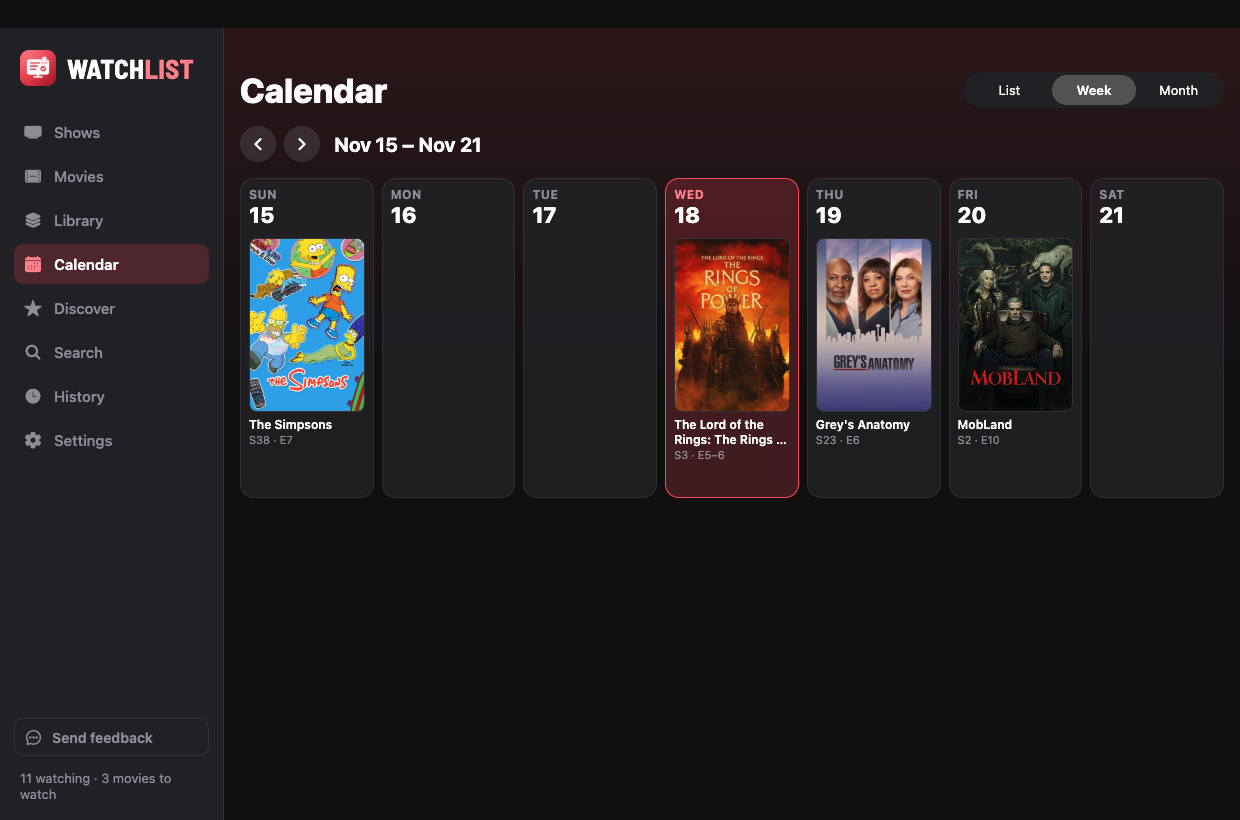 WATCHLIST
Shows
Movies
Library
Calendar
Discover
Search
History
Settings
Send feedback
11 watching · 3 movies to
watch
Calendar
List
Week
Month
Nov 15 – Nov 21
SUN
15
THE SIMPSONS
The Simpsons
S38 · E7
MON
16
TUE
17
WED
18
THE LORD OF THE RINGS
THE
RINGS
OF
POWER
The Lord of the
Rings: The Rings ...
S3 · E5–6
THU
19
GREY'S ANATOMY
Grey's Anatomy
S23 · E6
FRI
20
MOBLAND
MobLand
S2 · E10
SAT
21